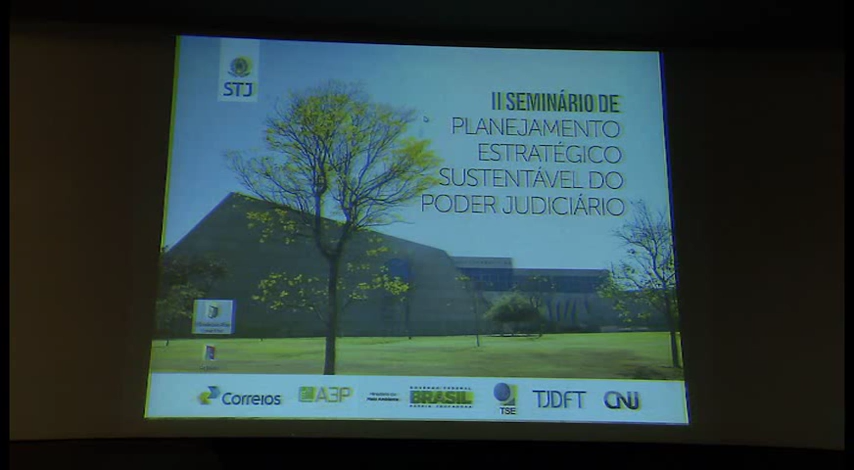 STJ
II SEMINÁRIO DE
PLANEJAMENTO
ESTRATÉGICO
SUSTENTÁVEL DO
PODER JUDICIÁRIO
Correios
A3P
BRASIL
TSE
TJDFT
CNJ